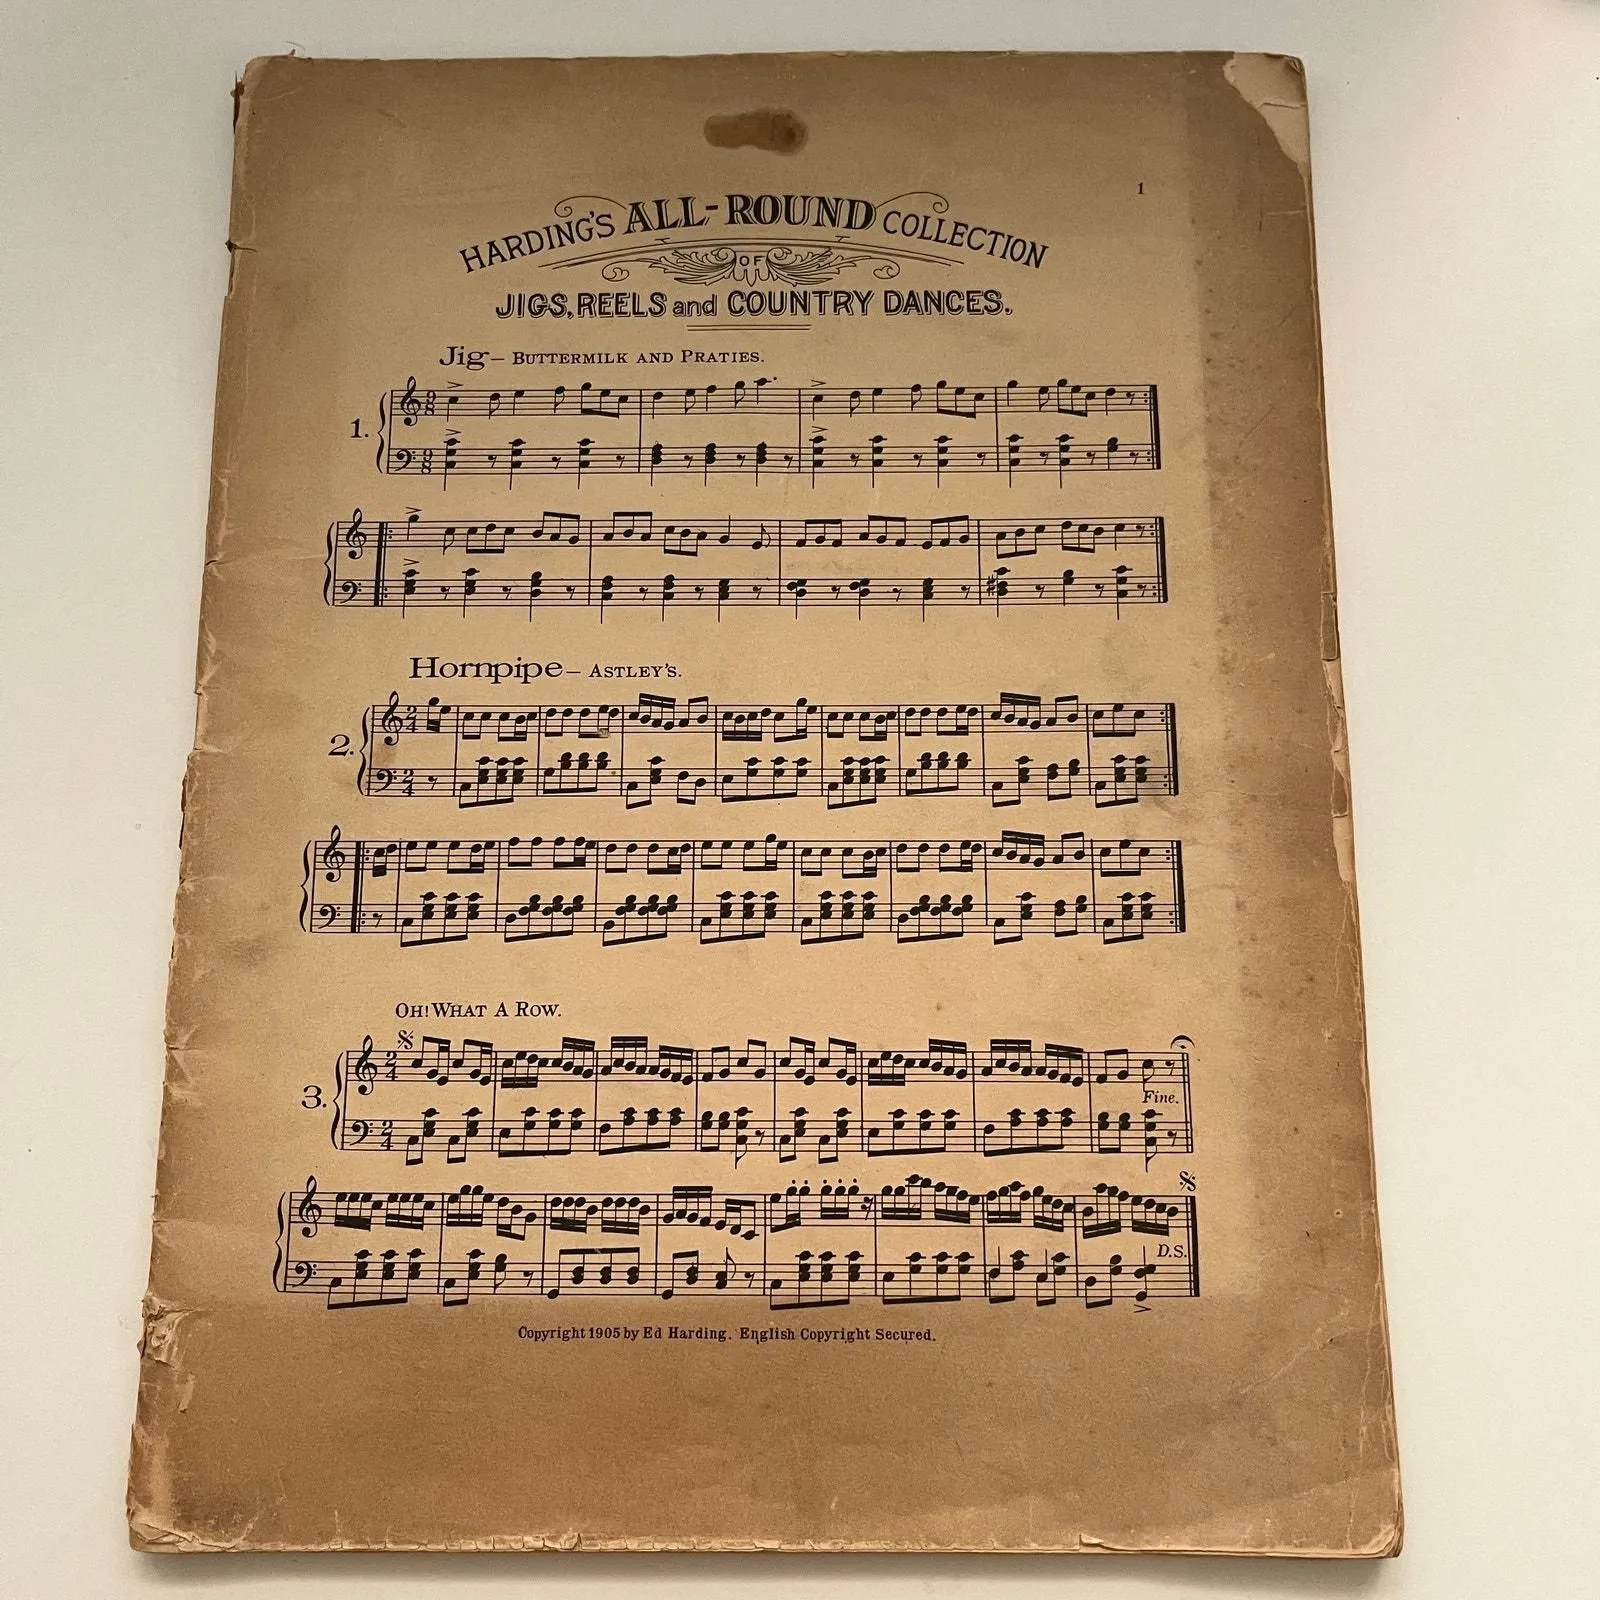 1
HARDING'S ALL-ROUND COLLECTION
OF
JIGS, REELS and COUNTRY DANCES.
Jig— BUTTERMILK AND PRATIES.
1.
Hornpipe— ASTLEY'S.
2.
OH! WHAT A ROW.
3.
Fine.
D.S.
Copyright 1905 by Ed Harding. English Copyright Secured.